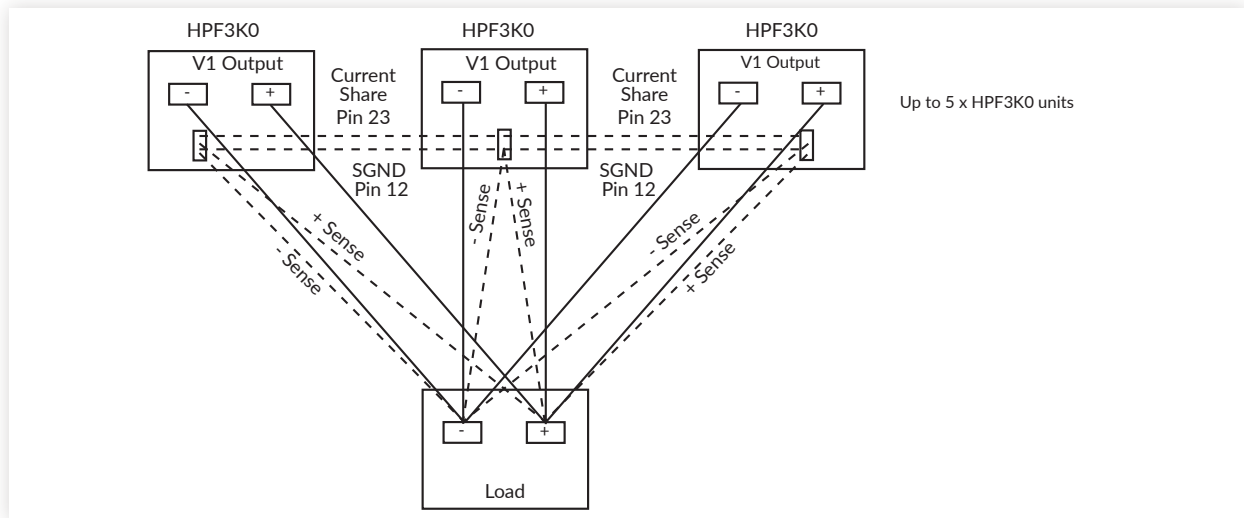 HPF3K0
HPF3K0
HPF3K0
V1 Output
V1 Output
V1 Output
-
+
-
+
-
+
Current
Share
Pin 23
Current
Share
Pin 23
Up to 5 x HPF3K0 units
SGND
Pin 12
SGND
Pin 12
+ Sense
- Sense
- Sense
+ Sense
- Sense
+ Sense
-
+
Load